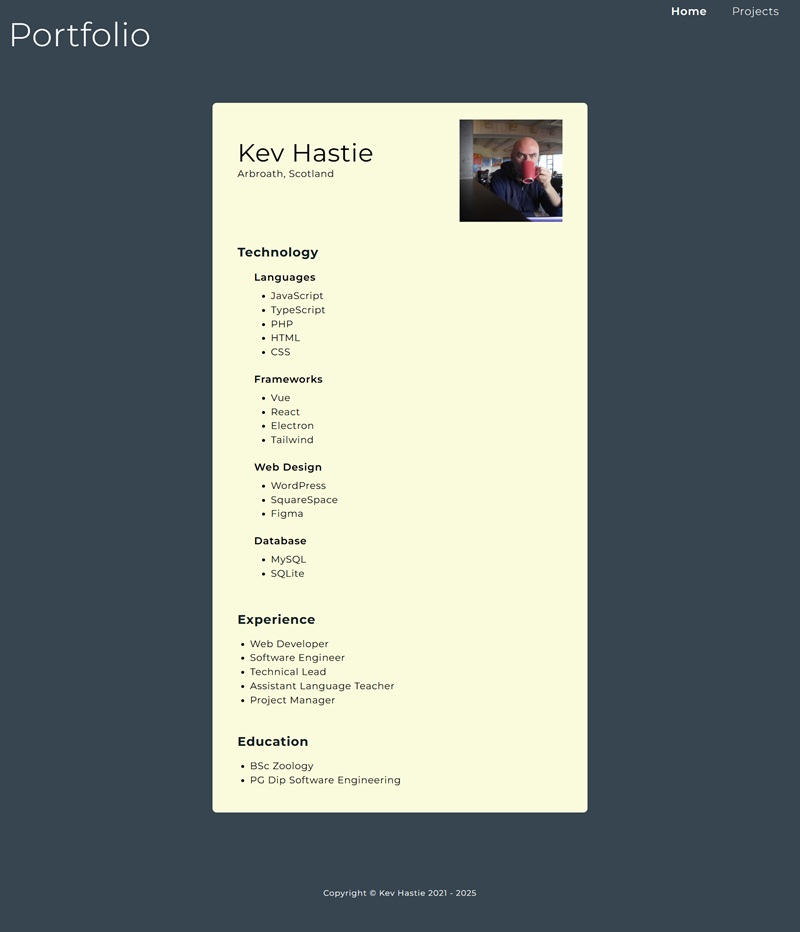 Home Projects
Portfolio
Kev Hastie
Arbroath, Scotland
Technology
Languages
JavaScript
TypeScript
PHP
HTML
CSS
Frameworks
Vue
React
Electron
Tailwind
Web Design
WordPress
SquareSpace
Figma
Database
MySQL
SQLite
Experience
Web Developer
Software Engineer
Technical Lead
Assistant Language Teacher
Project Manager
Education
BSc Zoology
PG Dip Software Engineering
Copyright © Kev Hastie 2021 - 2025